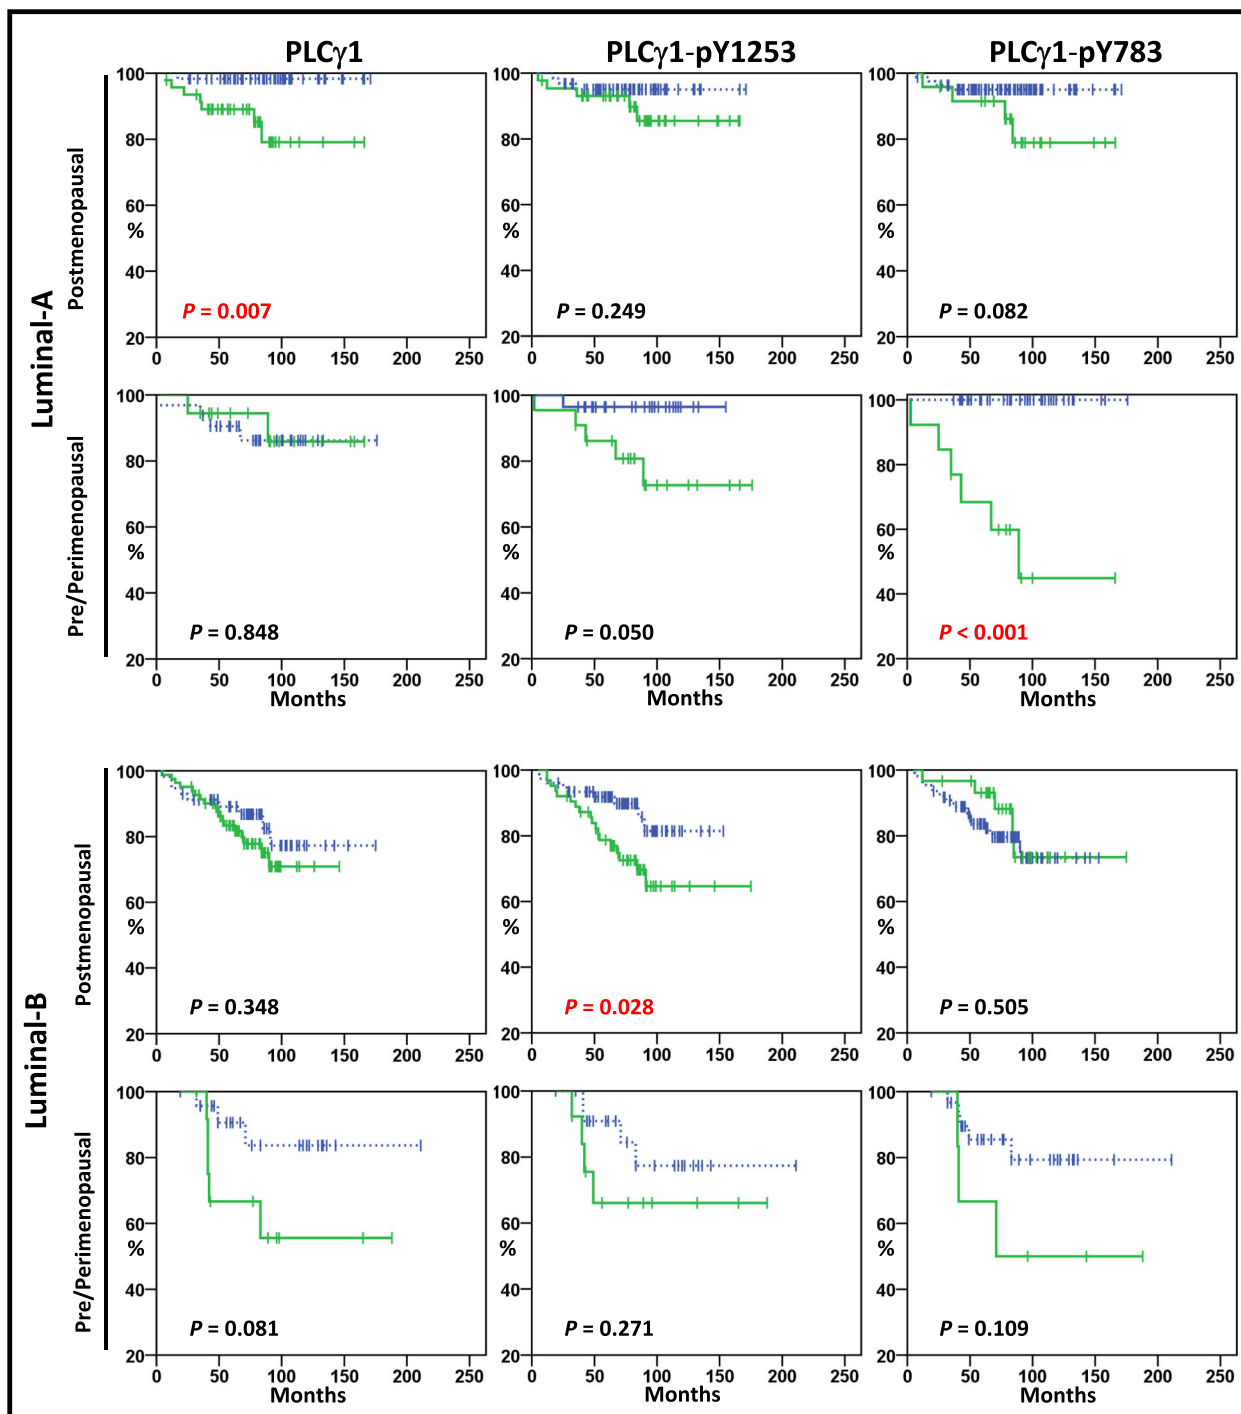 PLCγ1 PLCγ1-pY1253 PLCγ1-pY783
Luminal-A
Postmenopausal
100 100 100
80 80 80
60 60 60
% % %
40 40 40
P = 0.007 P = 0.249 P = 0.082
20 20 20
0 50 100 150 200 250 0 50 100 150 200 250 0 50 100 150 200 250
Pre/Perimenopausal
100 100 100
80 80 80
60 60 60
% % %
40 40 40
P = 0.848 P = 0.050 P < 0.001
20 20 20
0 50 100 150 200 250 0 50 100 150 200 250 0 50 100 150 200 250
Months Months Months
Luminal-B
Postmenopausal
100 100 100
80 80 80
60 60 60
% % %
40 40 40
P = 0.348 P = 0.028 P = 0.505
20 20 20
0 50 100 150 200 250 0 50 100 150 200 250 0 50 100 150 200 250
Pre/Perimenopausal
100 100 100
80 80 80
60 60 60
% % %
40 40 40
P = 0.081 P = 0.271 P = 0.109
20 20 20
0 50 100 150 200 250 0 50 100 150 200 250 0 50 100 150 200 250
Months Months Months